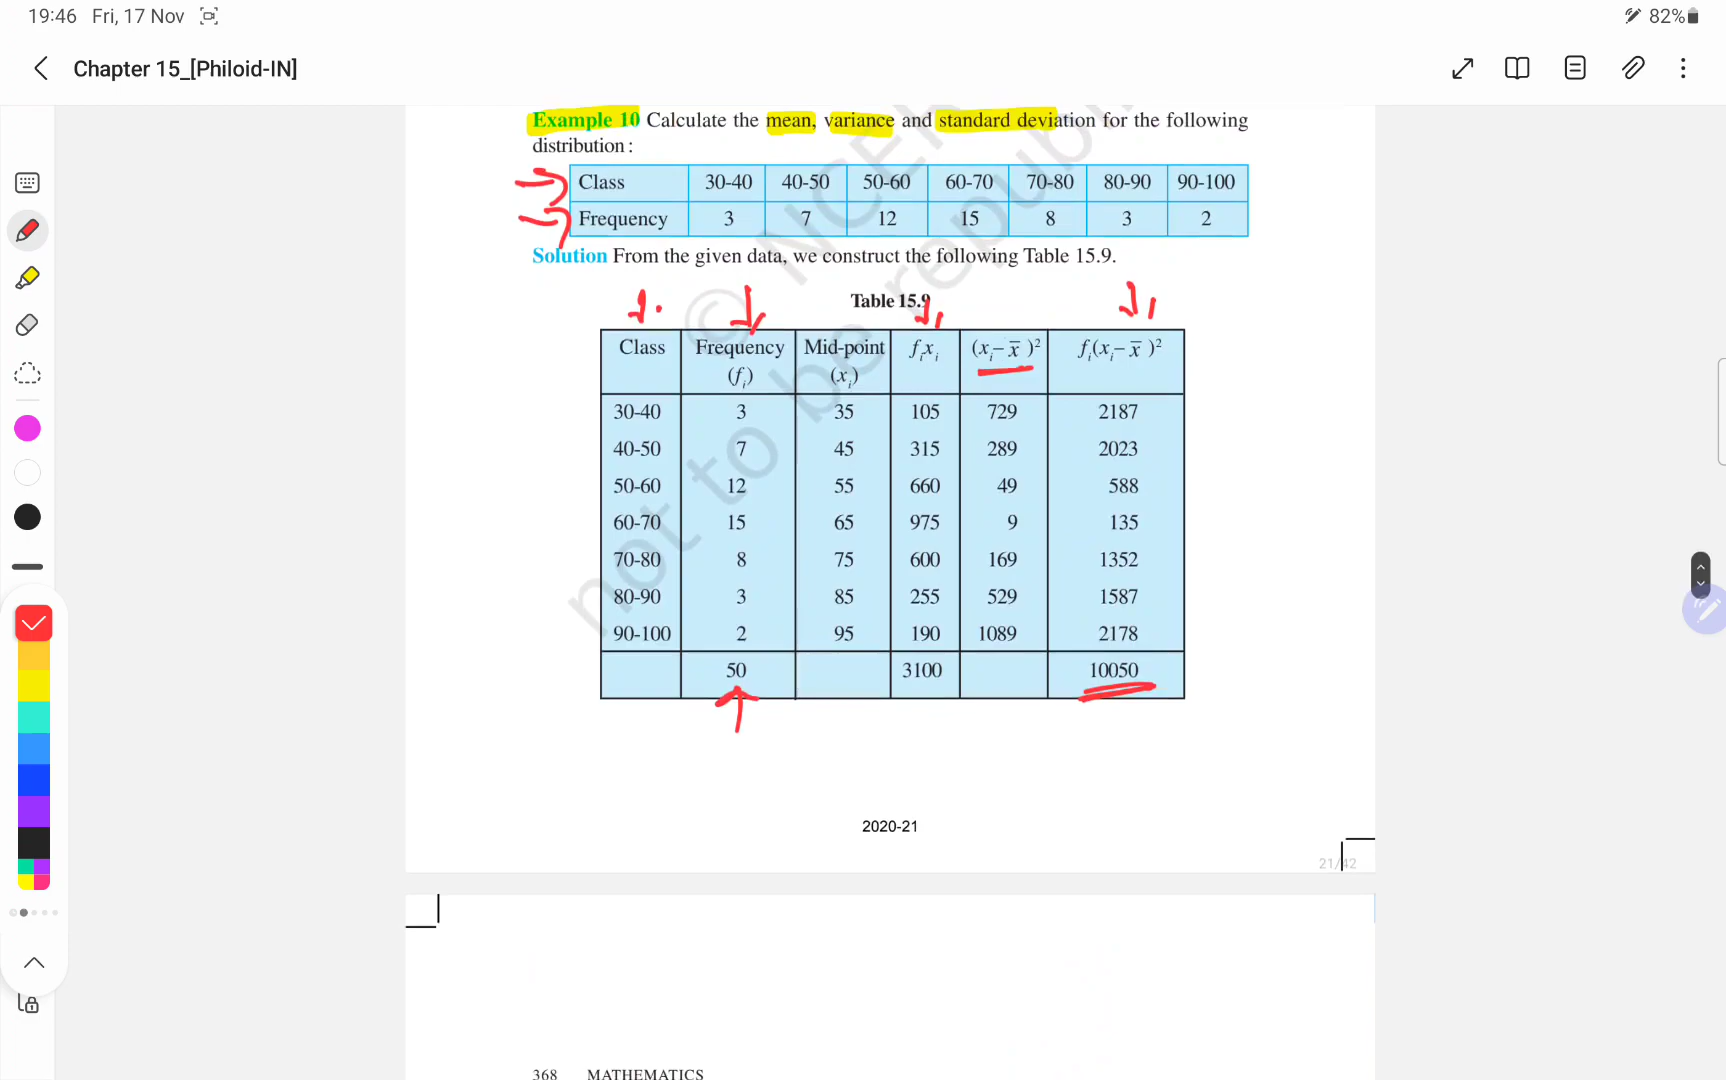 19:46 Fri, 17 Nov 82%
Chapter 15_[Philoid-IN]
Example 10 Calculate the mean, variance and standard deviation for the following
distribution :
Class 30-40 40-50 50-60 60-70 70-80 80-90 90-100
Frequency 3 7 12 15 8 3 2
Solution From the given data, we construct the following Table 15.9.
Table 15.9
Class Frequency Mid-point fᵢxᵢ (xᵢ– x̄ )² fᵢ(xᵢ– x̄ )²
(fᵢ) (xᵢ)
30-40 3 35 105 729 2187
40-50 7 45 315 289 2023
50-60 12 55 660 49 588
60-70 15 65 975 9 135
70-80 8 75 600 169 1352
80-90 3 85 255 529 1587
90-100 2 95 190 1089 2178
50 3100 10050
2020-21
21/42
368 MATHEMATICS
© NCER
not to be republi